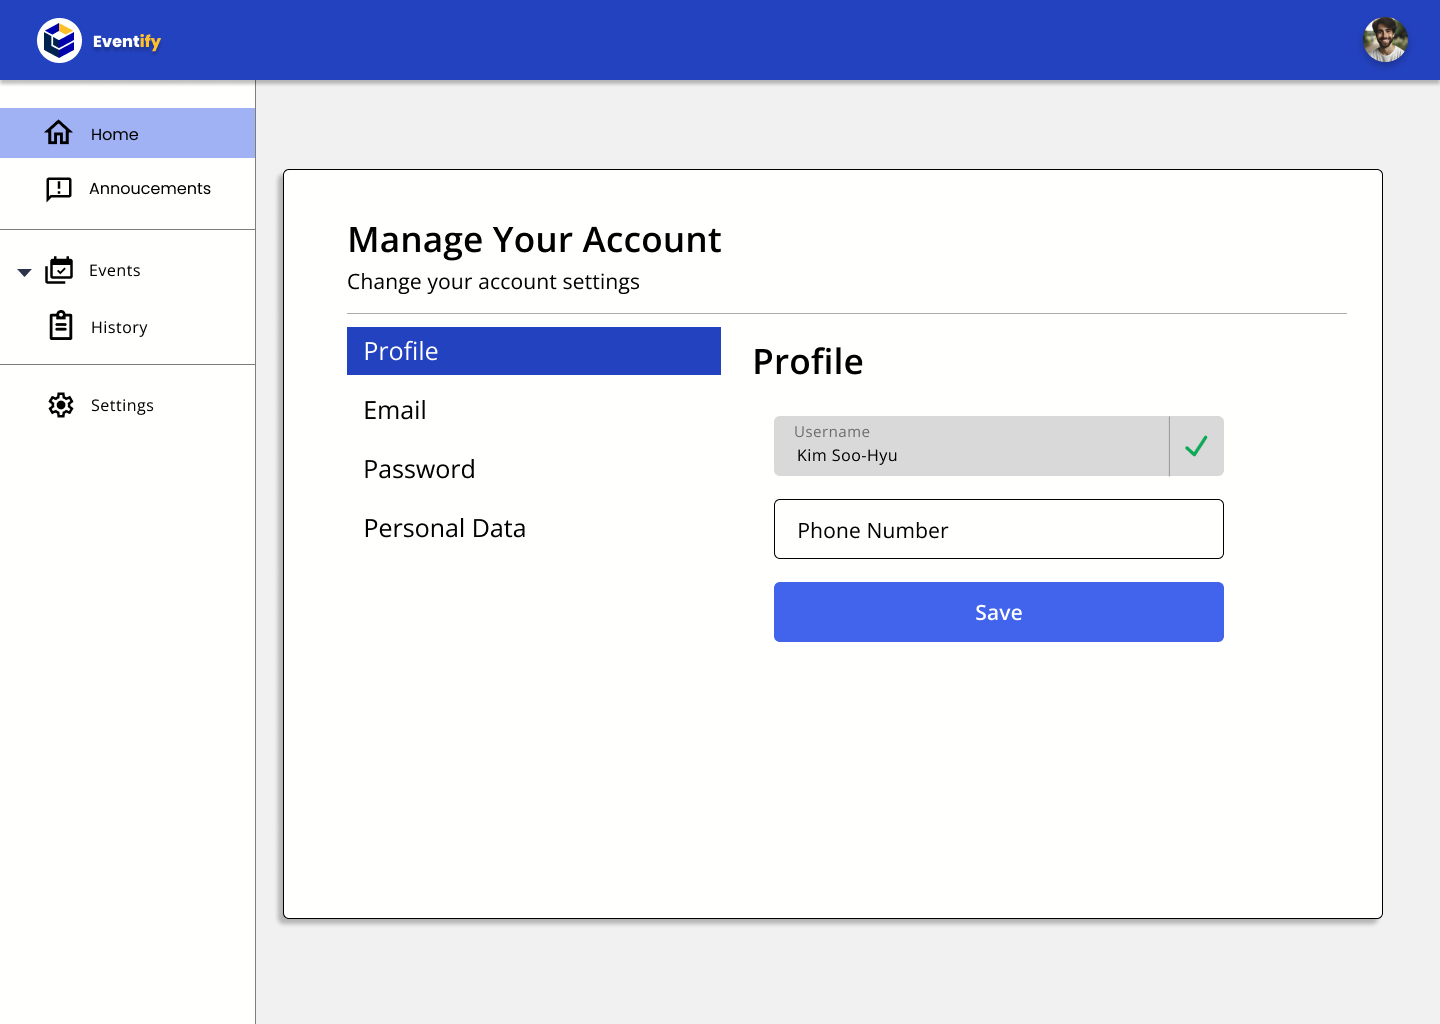 Eventify
Home
Annoucements
Events
History
Settings
Manage Your Account
Change your account settings
Profile
Email
Password
Personal Data
Profile
Username
Kim Soo-Hyu
Phone Number
Save